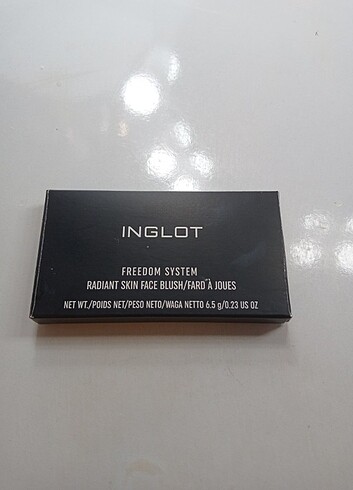 INGLOT
FREEDOM SYSTEM
RADIANT SKIN FACE BLUSH/FARD À JOUES
NET WT./POIDS NET/PESO NETO/WAGA NETTO 6.5 g/0.23 US OZ